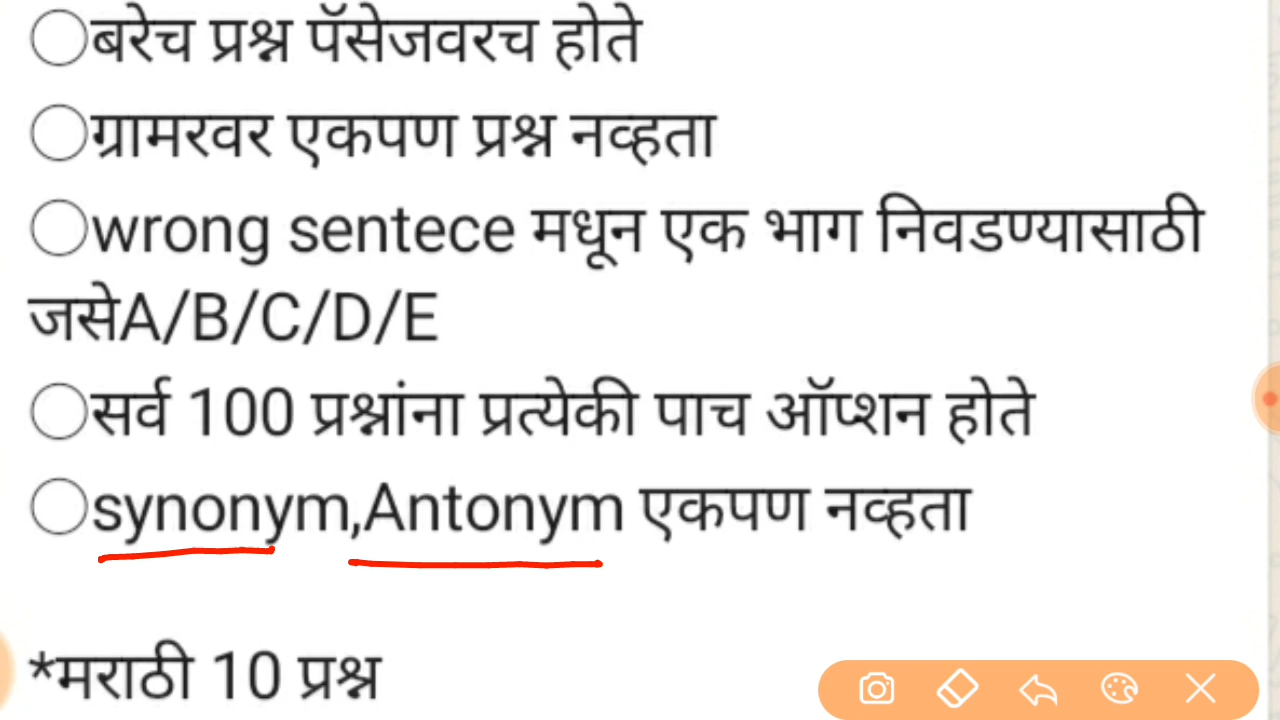 बरेच प्रश्न पॅसेजवरच होते
ग्रामरवर एकपण प्रश्न नव्हता
wrong sentece मधून एक भाग निवडण्यासाठी
जसेA/B/C/D/E
सर्व 100 प्रश्नांना प्रत्येकी पाच ऑप्शन होते
synonym,Antonym एकपण नव्हता
*मराठी 10 प्रश्न